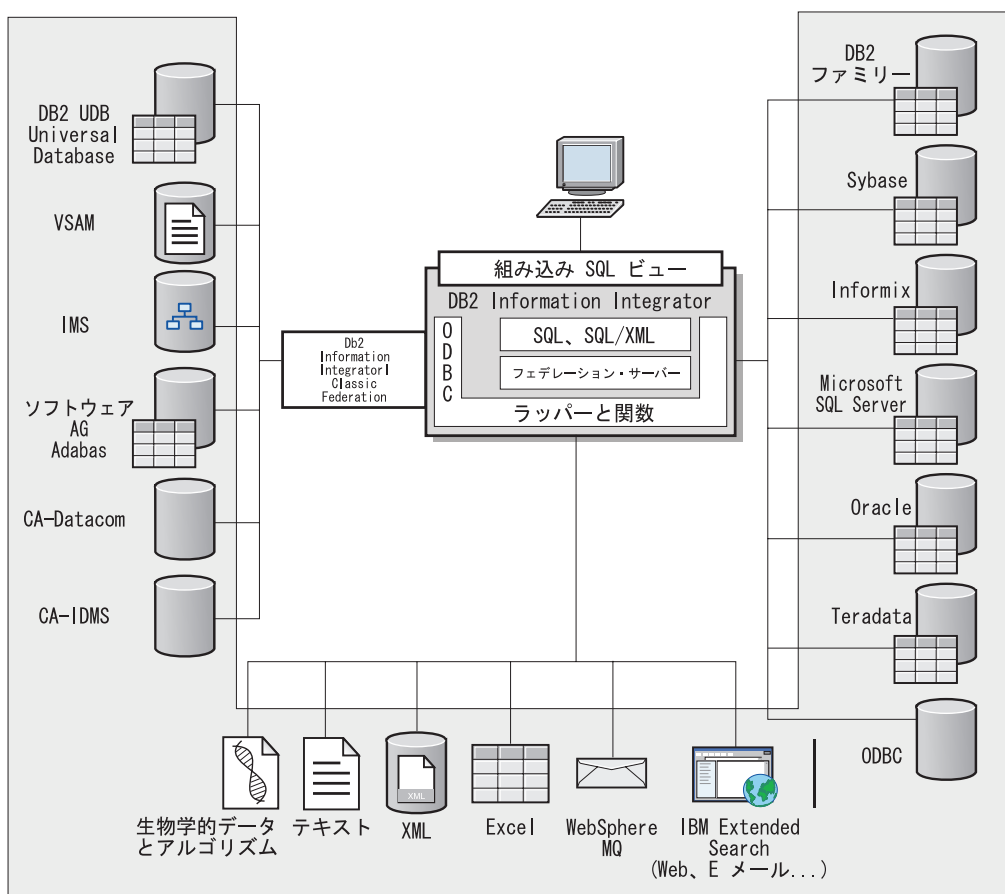 DB2 UDB
Universal
Database
VSAM
IMS
ソフトウェア
AG
Adabas
CA-Datacom
CA-IDMS
組み込み SQL ビュー
DB2 Information Integrator
O
D
B
C
SQL、SQL/XML
フェデレーション・サーバー
ラッパーと関数
Db2
Information
Integratorl
Classic
Federation
DB2
ファミリー
Sybase
Informix
Microsoft
SQL Server
Oracle
Teradata
ODBC
生物学的データ
とアルゴリズム
テキスト
XML
XML
Excel
WebSphere
MQ
IBM Extended
Search
(Web、E メール...)